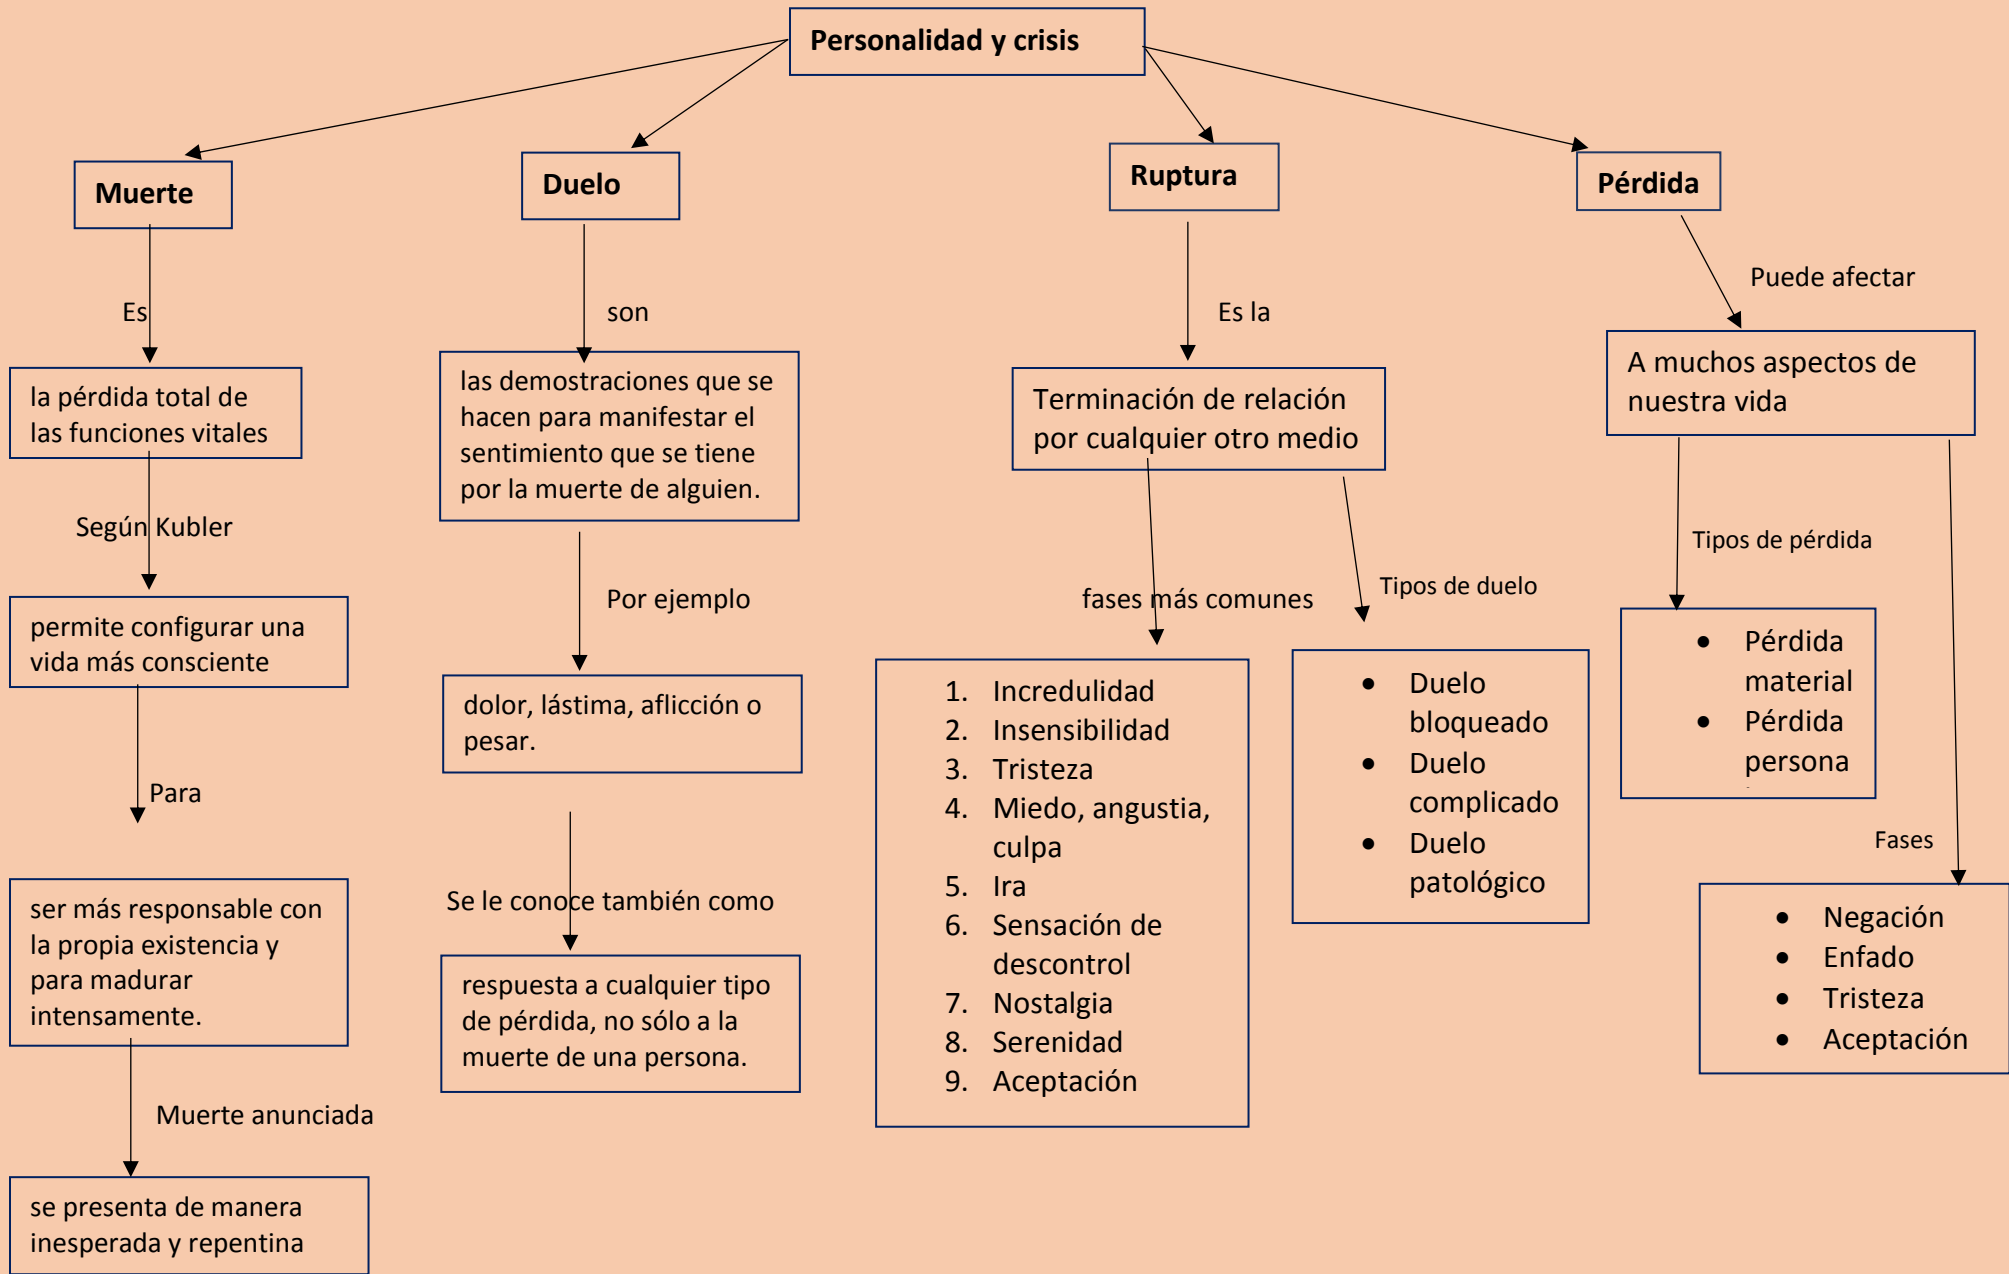 Personalidad y crisis
Muerte
Es
la pérdida total de
las funciones vitales
Según Kubler
permite configurar una
vida más consciente
Para
ser más responsable con
la propia existencia y
para madurar
intensamente.
Muerte anunciada
se presenta de manera
inesperada y repentina
Duelo
son
las demostraciones que se
hacen para manifestar el
sentimiento que se tiene
por la muerte de alguien.
Por ejemplo
dolor, lástima, aflicción o
pesar.
Se le conoce también como
respuesta a cualquier tipo
de pérdida, no sólo a la
muerte de una persona.
Ruptura
Es la
Terminación de relación
por cualquier otro medio
fases más comunes
1. Incredulidad
2. Insensibilidad
3. Tristeza
4. Miedo, angustia,
culpa
5. Ira
6. Sensación de
descontrol
7. Nostalgia
8. Serenidad
9. Aceptación
Tipos de duelo
• Duelo
bloqueado
• Duelo
complicado
• Duelo
patológico
Pérdida
Puede afectar
A muchos aspectos de
nuestra vida
Tipos de pérdida
• Pérdida
material
• Pérdida
persona
Fases
• Negación
• Enfado
• Tristeza
• Aceptación